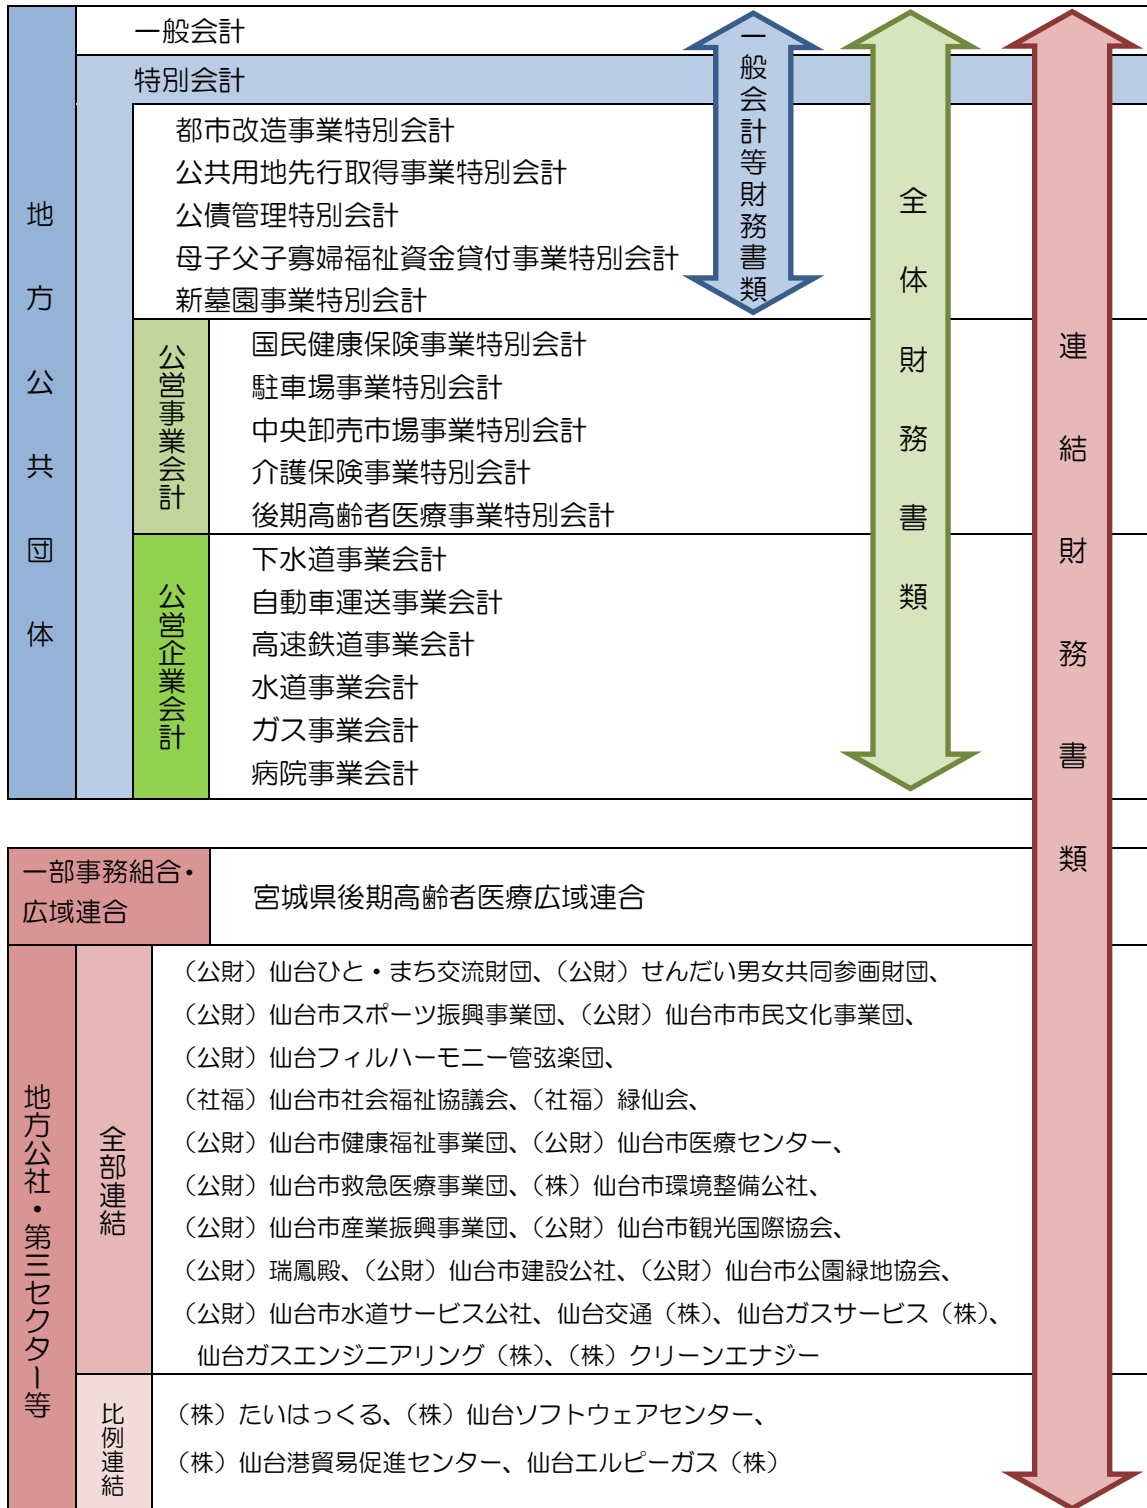 地方公共団体
一般会計
特別会計
都市改造事業特別会計
公共用地先行取得事業特別会計
公債管理特別会計
母子父子寡婦福祉資金貸付事業特別会計
新墓園事業特別会計
公営事業会計
国民健康保険事業特別会計
駐車場事業特別会計
中央卸売市場事業特別会計
介護保険事業特別会計
後期高齢者医療事業特別会計
公営企業会計
下水道事業会計
自動車運送事業会計
高速鉄道事業会計
水道事業会計
ガス事業会計
病院事業会計
一般会計等財務書類
全体財務書類
連結財務書類
一部事務組合・
広域連合
宮城県後期高齢者医療広域連合
地方公社・第三セクター等
全部連結
（公財）仙台ひと・まち交流財団、（公財）せんだい男女共同参画財団、
（公財）仙台市スポーツ振興事業団、（公財）仙台市市民文化事業団、
（公財）仙台フィルハーモニー管弦楽団、
（社福）仙台市社会福祉協議会、（社福）緑仙会、
（公財）仙台市健康福祉事業団、（公財）仙台市医療センター、
（公財）仙台市救急医療事業団、（株）仙台市環境整備公社、
（公財）仙台市産業振興事業団、（公財）仙台市観光国際協会、
（公財）瑞鳳殿、（公財）仙台市建設公社、（公財）仙台市公園緑地協会、
（公財）仙台市水道サービス公社、仙台交通（株）、仙台ガスサービス（株）、
仙台ガスエンジニアリング（株）、（株）クリーンエナジー
比例連結
（株）たいはっくる、（株）仙台ソフトウェアセンター、
（株）仙台港貿易促進センター、仙台エルピーガス（株）